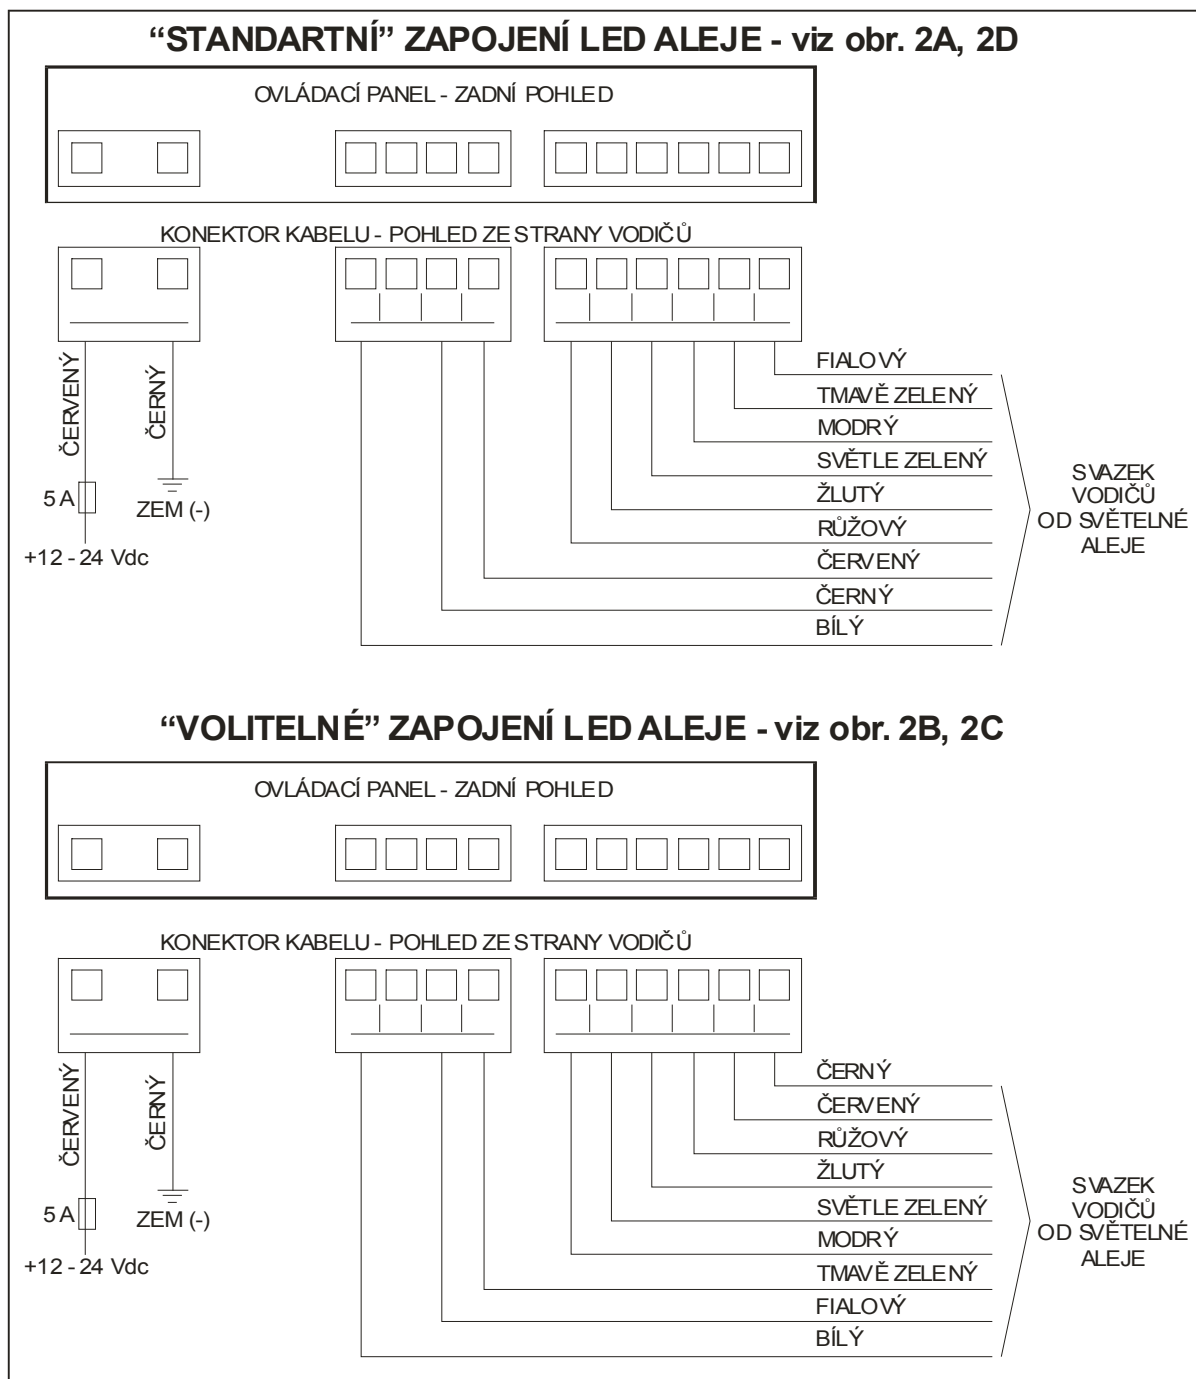 “STANDARTNÍ” ZAPOJENÍ LED ALEJE - viz obr. 2A, 2D
OVLÁDACÍ PANEL - ZADNÍ POHLED
KONEKTOR KABELU - POHLED ZE STRANY VODIČŮ
ČERVENÝ
ČERNÝ
5 A
ZEM (-)
+12 - 24 Vdc
FIALOVÝ
TMAVĚ ZELENÝ
MODRÝ
SVĚTLE ZELENÝ
ŽLUTÝ
RŮŽOVÝ
ČERVENÝ
ČERNÝ
BÍLÝ
SVAZEK
VODIČŮ
OD SVĚTELNÉ
ALEJE
“VOLITELNÉ” ZAPOJENÍ LED ALEJE - viz obr. 2B, 2C
OVLÁDACÍ PANEL - ZADNÍ POHLED
KONEKTOR KABELU - POHLED ZE STRANY VODIČŮ
ČERVENÝ
ČERNÝ
5 A
ZEM (-)
+12 - 24 Vdc
ČERNÝ
ČERVENÝ
RŮŽOVÝ
ŽLUTÝ
SVĚTLE ZELENÝ
MODRÝ
TMAVĚ ZELENÝ
FIALOVÝ
BÍLÝ
SVAZEK
VODIČŮ
OD SVĚTELNÉ
ALEJE